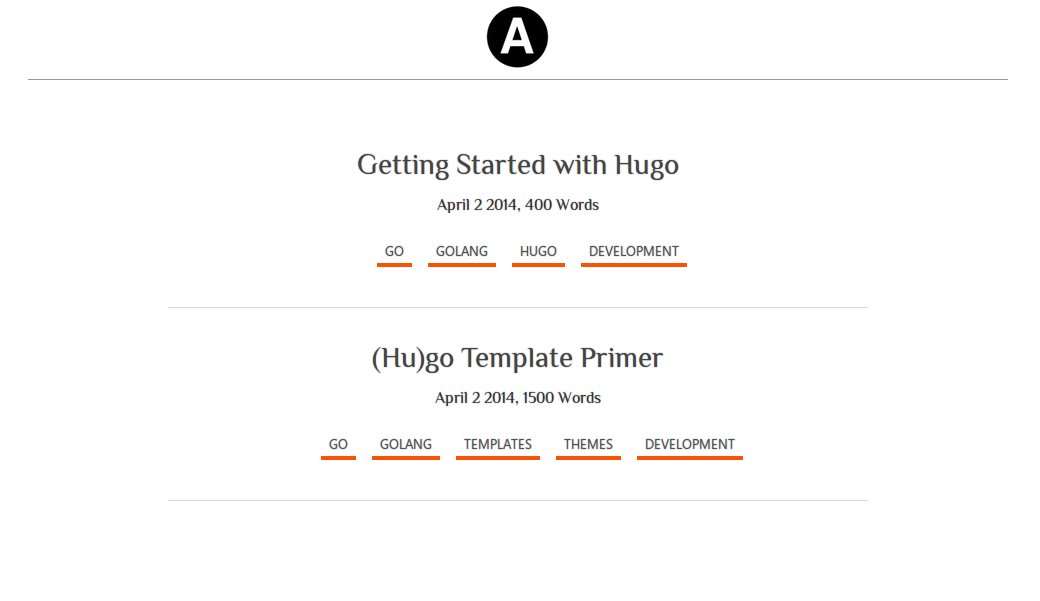 A
Getting Started with Hugo
April 2 2014, 400 Words
GO GOLANG HUGO DEVELOPMENT
(Hu)go Template Primer
April 2 2014, 1500 Words
GO GOLANG TEMPLATES THEMES DEVELOPMENT